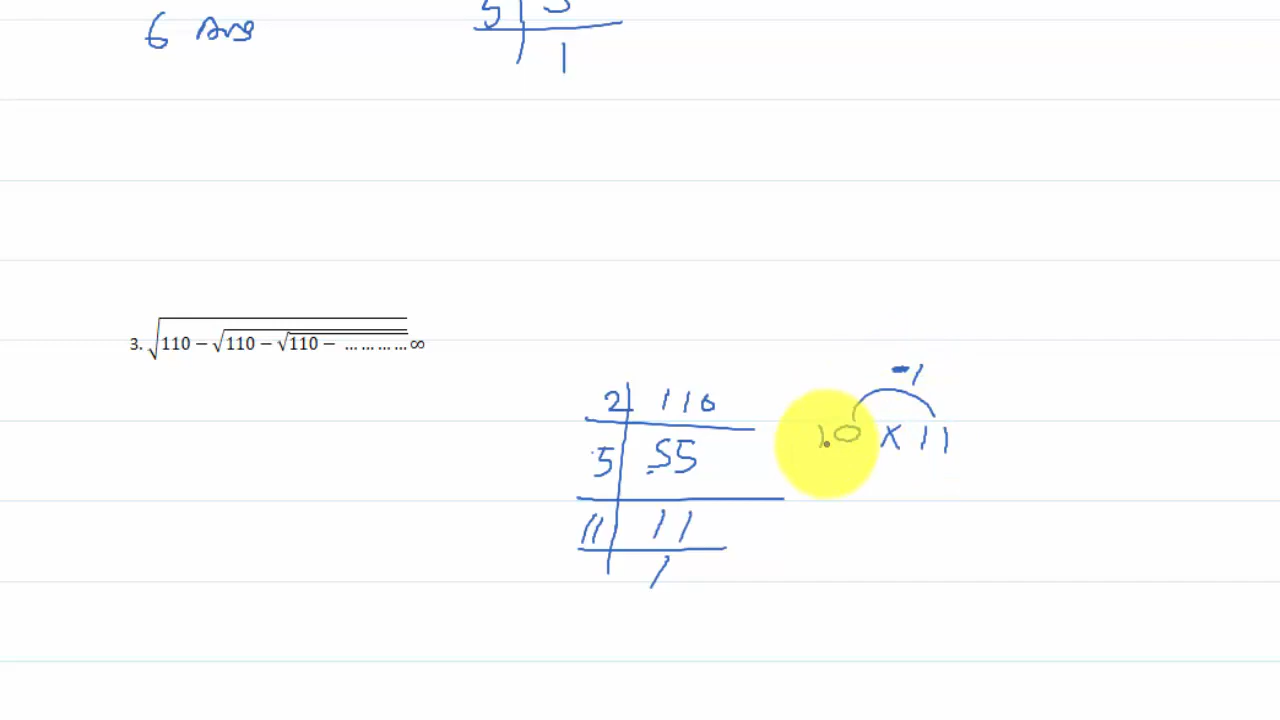 5 5
6 Ans
1
3. √110 − √110 − √110 − ... ... ... ... ∞
-1
2 110
10 × 11
5 55
11 11
1